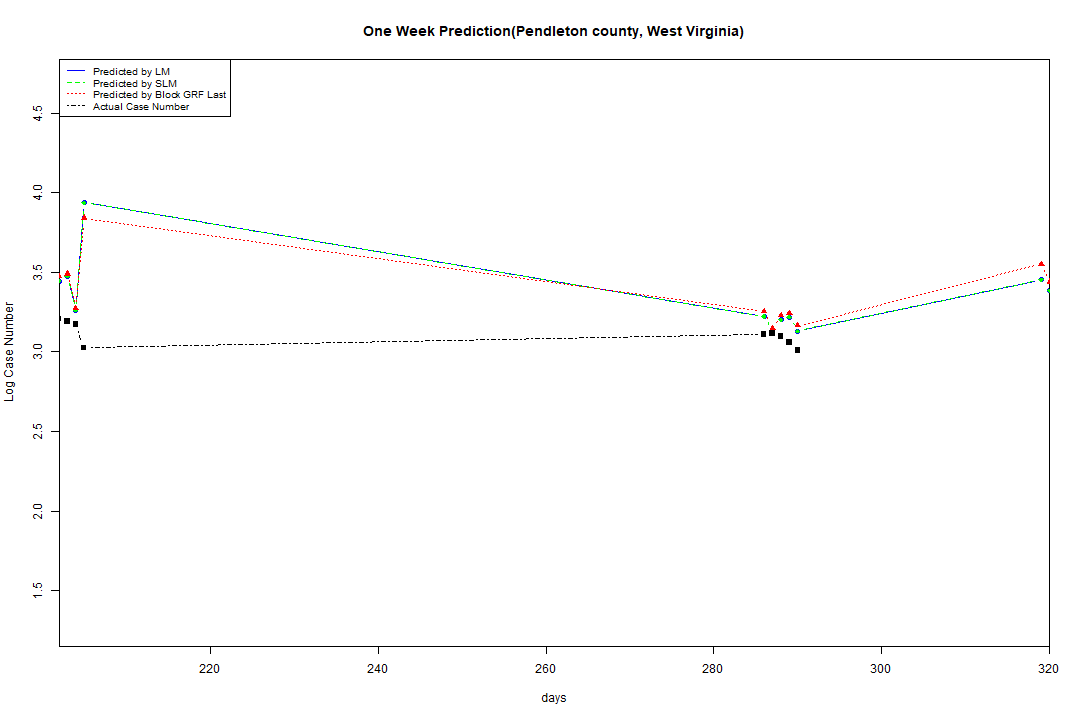 One Week Prediction(Pendleton county, West Virginia)
Predicted by LM
Predicted by SLM
Predicted by Block GRF Last
Actual Case Number
Log Case Number
4.5
4.0
3.5
3.0
2.5
2.0
1.5
220 240 260 280 300 320
days